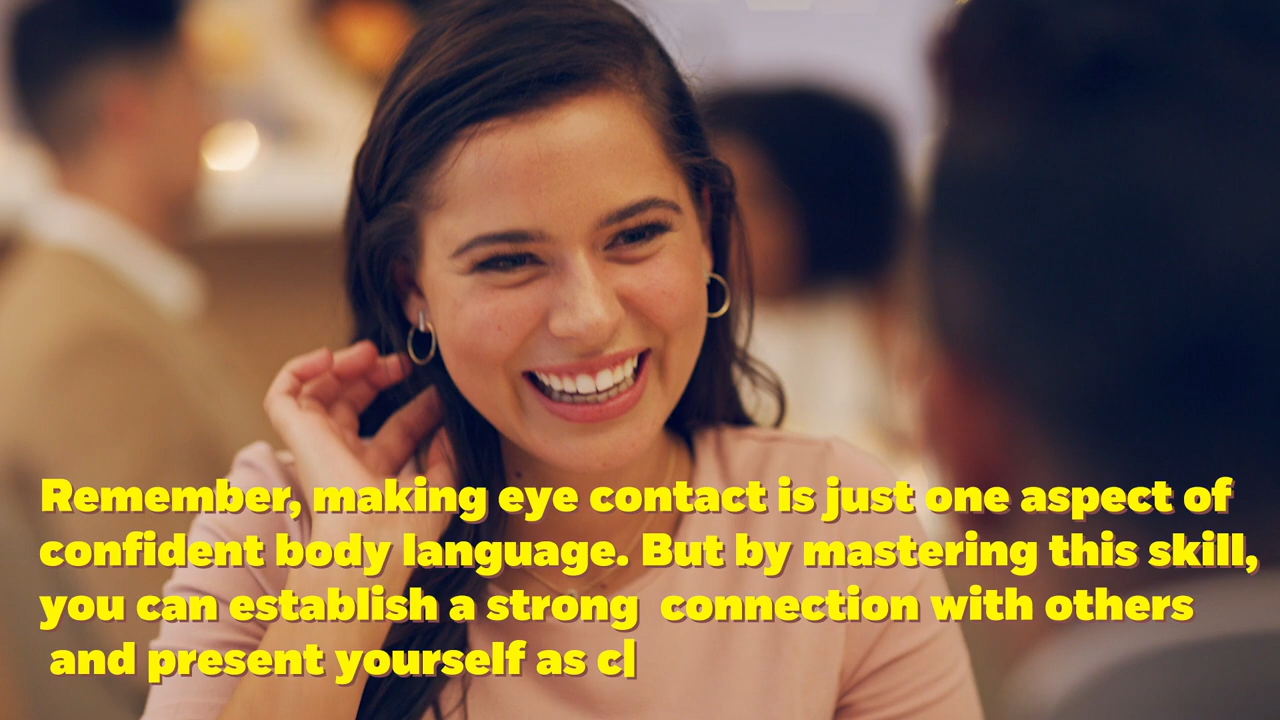 Remember, making eye contact is just one aspect of
confident body language. But by mastering this skill,
you can establish a strong  connection with others
and present yourself as c|